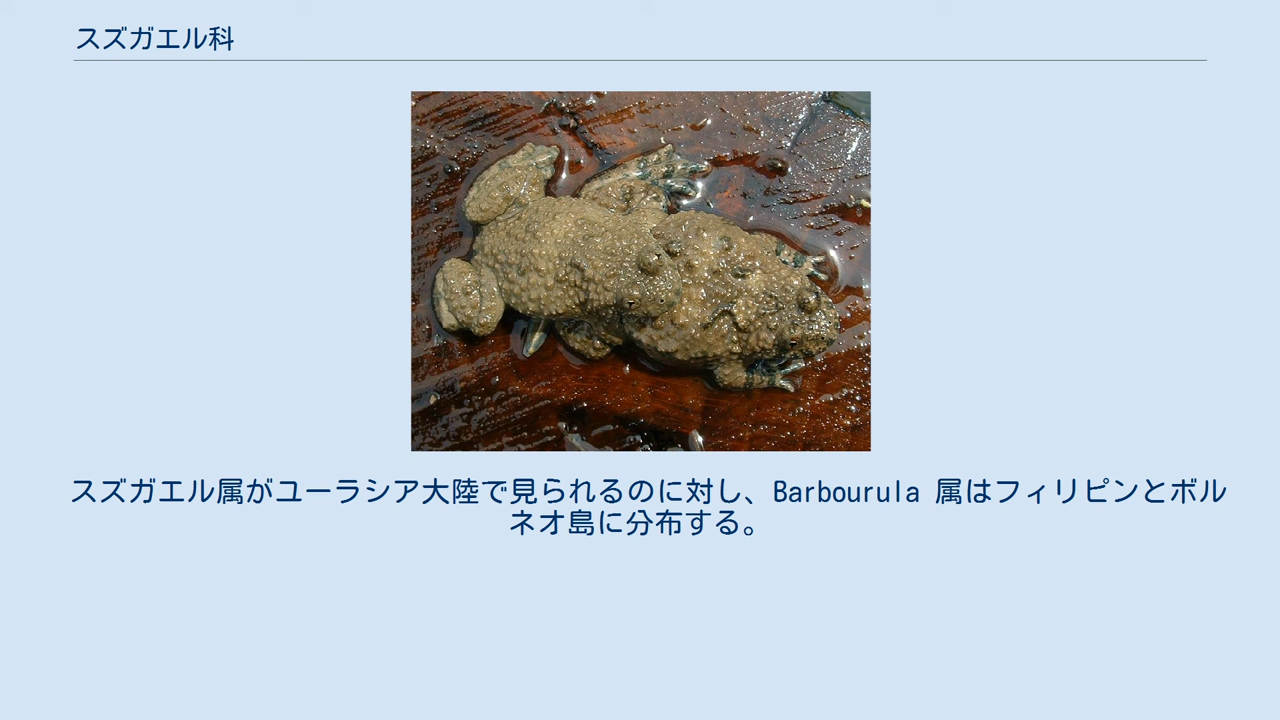 スズガエル科
スズガエル属がユーラシア大陸で見られるのに対し、Barbourula 属はフィリピンとボル
ネオ島に分布する。